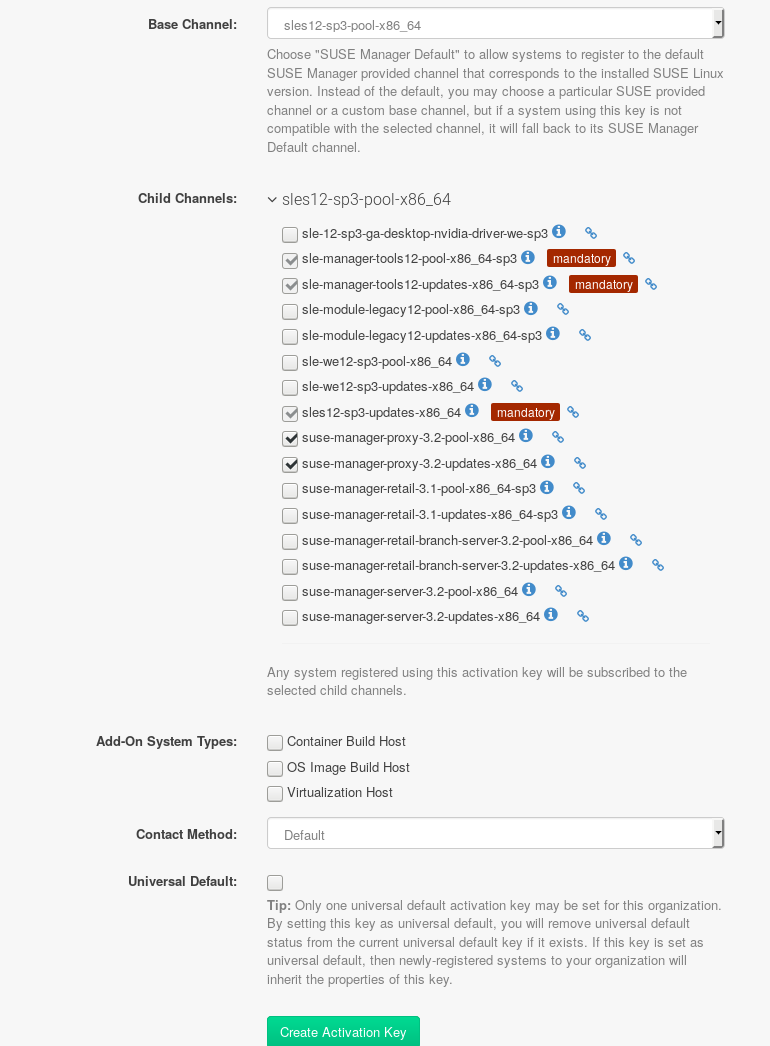 Base Channel: sles12-sp3-pool-x86_64
Choose "SUSE Manager Default" to allow systems to register to the default
SUSE Manager provided channel that corresponds to the installed SUSE Linux
version. Instead of the default, you may choose a particular SUSE provided
channel or a custom base channel, but if a system using this key is not
compatible with the selected channel, it will fall back to its SUSE Manager
Default channel.
Child Channels: sles12-sp3-pool-x86_64
sle-12-sp3-ga-desktop-nvidia-driver-we-sp3
sle-manager-tools12-pool-x86_64-sp3 mandatory
sle-manager-tools12-updates-x86_64-sp3 mandatory
sle-module-legacy12-pool-x86_64-sp3
sle-module-legacy12-updates-x86_64-sp3
sle-we12-sp3-pool-x86_64
sle-we12-sp3-updates-x86_64
sles12-sp3-updates-x86_64 mandatory
suse-manager-proxy-3.2-pool-x86_64
suse-manager-proxy-3.2-updates-x86_64
suse-manager-retail-3.1-pool-x86_64-sp3
suse-manager-retail-3.1-updates-x86_64-sp3
suse-manager-retail-branch-server-3.2-pool-x86_64
suse-manager-retail-branch-server-3.2-updates-x86_64
suse-manager-server-3.2-pool-x86_64
suse-manager-server-3.2-updates-x86_64
Any system registered using this activation key will be subscribed to the
selected child channels.
Add-On System Types: Container Build Host
OS Image Build Host
Virtualization Host
Contact Method: Default
Universal Default:
Tip: Only one universal default activation key may be set for this organization.
By setting this key as universal default, you will remove universal default
status from the current universal default key if it exists. If this key is set as
universal default, then newly-registered systems to your organization will
inherit the properties of this key.
Create Activation Key